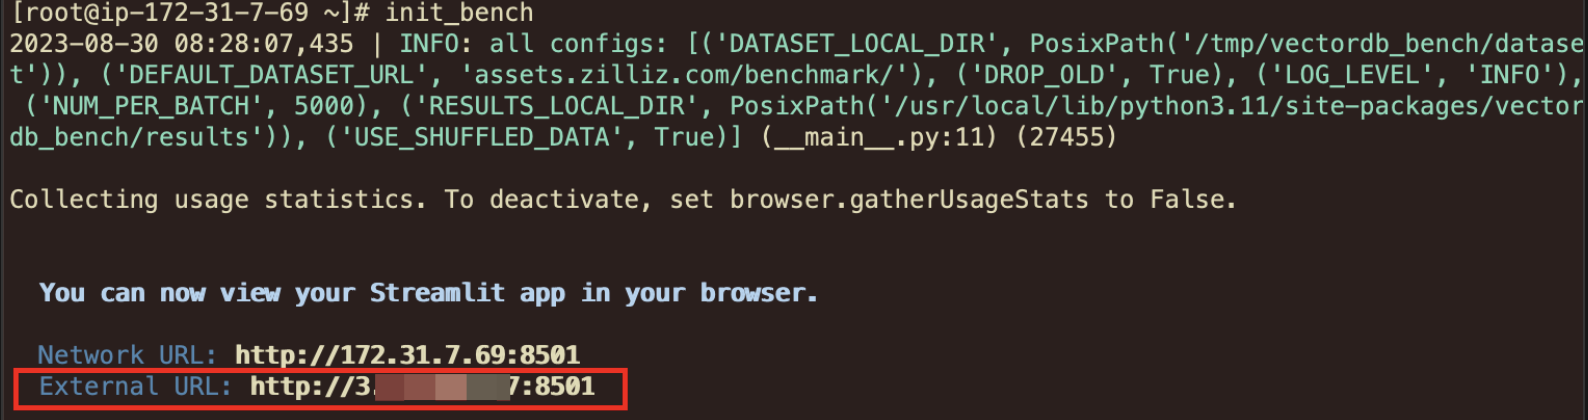 [root@ip-172-31-7-69 ~]# init_bench
2023-08-30 08:28:07,435 | INFO: all configs: [('DATASET_LOCAL_DIR', PosixPath('/tmp/vectordb_bench/datase
t')), ('DEFAULT_DATASET_URL', 'assets.zilliz.com/benchmark/'), ('DROP_OLD', True), ('LOG_LEVEL', 'INFO'),
('NUM_PER_BATCH', 5000), ('RESULTS_LOCAL_DIR', PosixPath('/usr/local/lib/python3.11/site-packages/vector
db_bench/results')), ('USE_SHUFFLED_DATA', True)] (__main__.py:11) (27455)
Collecting usage statistics. To deactivate, set browser.gatherUsageStats to False.
You can now view your Streamlit app in your browser.
Network URL: http://172.31.7.69:8501
External URL: http://3. 7:8501